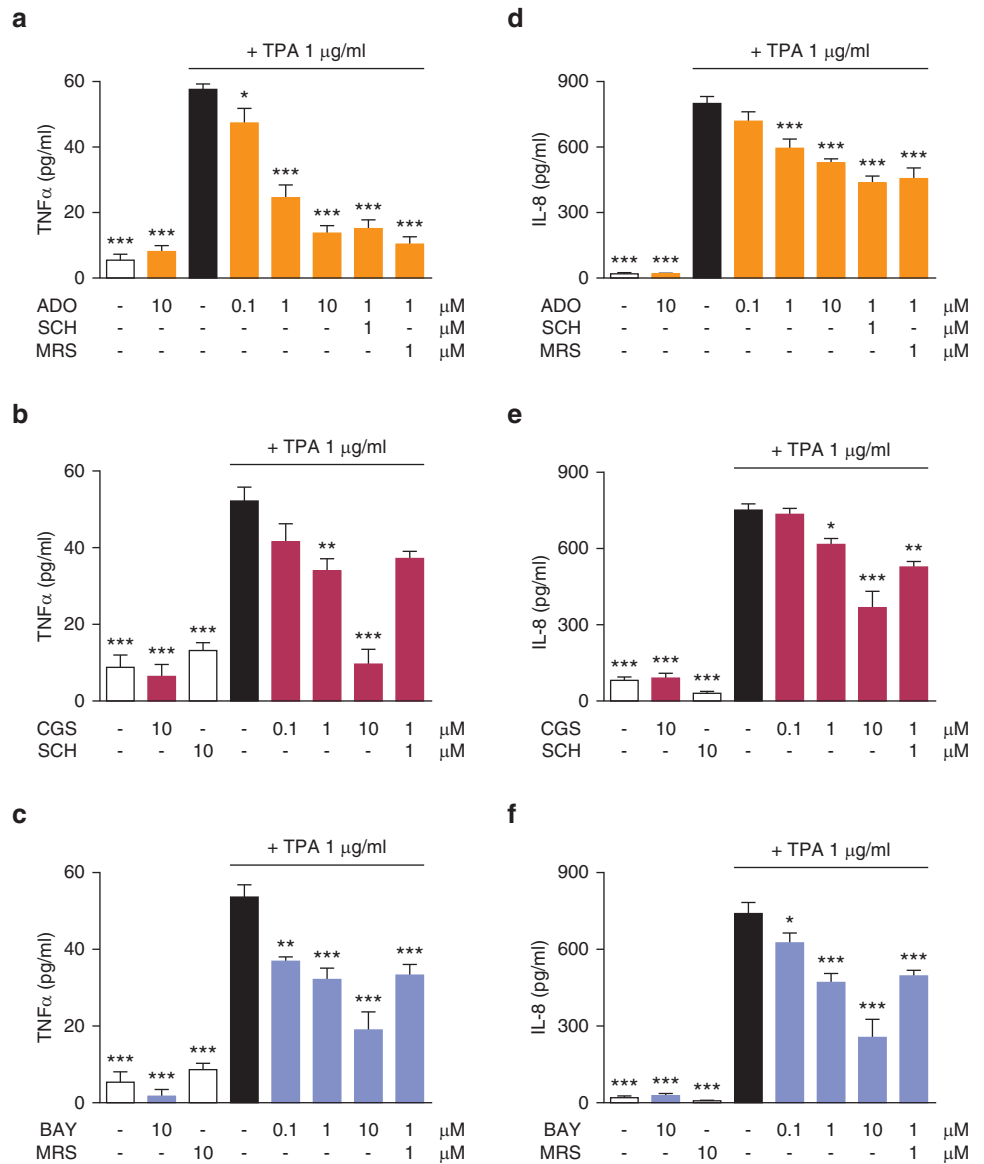 a
+ TPA 1 μg/ml
TNFα (pg/ml)
60
40
20
0
*** *** * *** *** *** ***
ADO - 10 - 0.1 1 10 1 1 μM
SCH - - - - - - 1 - μM
MRS - - - - - - - 1 μM
d
+ TPA 1 μg/ml
IL-8 (pg/ml)
900
600
300
0
*** *** *** *** *** ***
ADO - 10 - 0.1 1 10 1 1 μM
SCH - - - - - - 1 - μM
MRS - - - - - - - 1 μM
b
+ TPA 1 μg/ml
TNFα (pg/ml)
60
40
20
0
*** *** *** ** ***
CGS - 10 - - 0.1 1 10 1 μM
SCH - - 10 - - - - 1 μM
e
+ TPA 1 μg/ml
IL-8 (pg/ml)
900
600
300
0
*** *** *** * *** **
CGS - 10 - - 0.1 1 10 1 μM
SCH - - 10 - - - - 1 μM
c
+ TPA 1 μg/ml
TNFα (pg/ml)
60
40
20
0
*** *** *** ** *** *** ***
BAY - 10 - - 0.1 1 10 1 μM
MRS - - 10 - - - - 1 μM
f
+ TPA 1 μg/ml
IL-8 (pg/ml)
900
600
300
0
*** *** *** * *** *** ***
BAY - 10 - - 0.1 1 10 1 μM
MRS - - 10 - - - - 1 μM